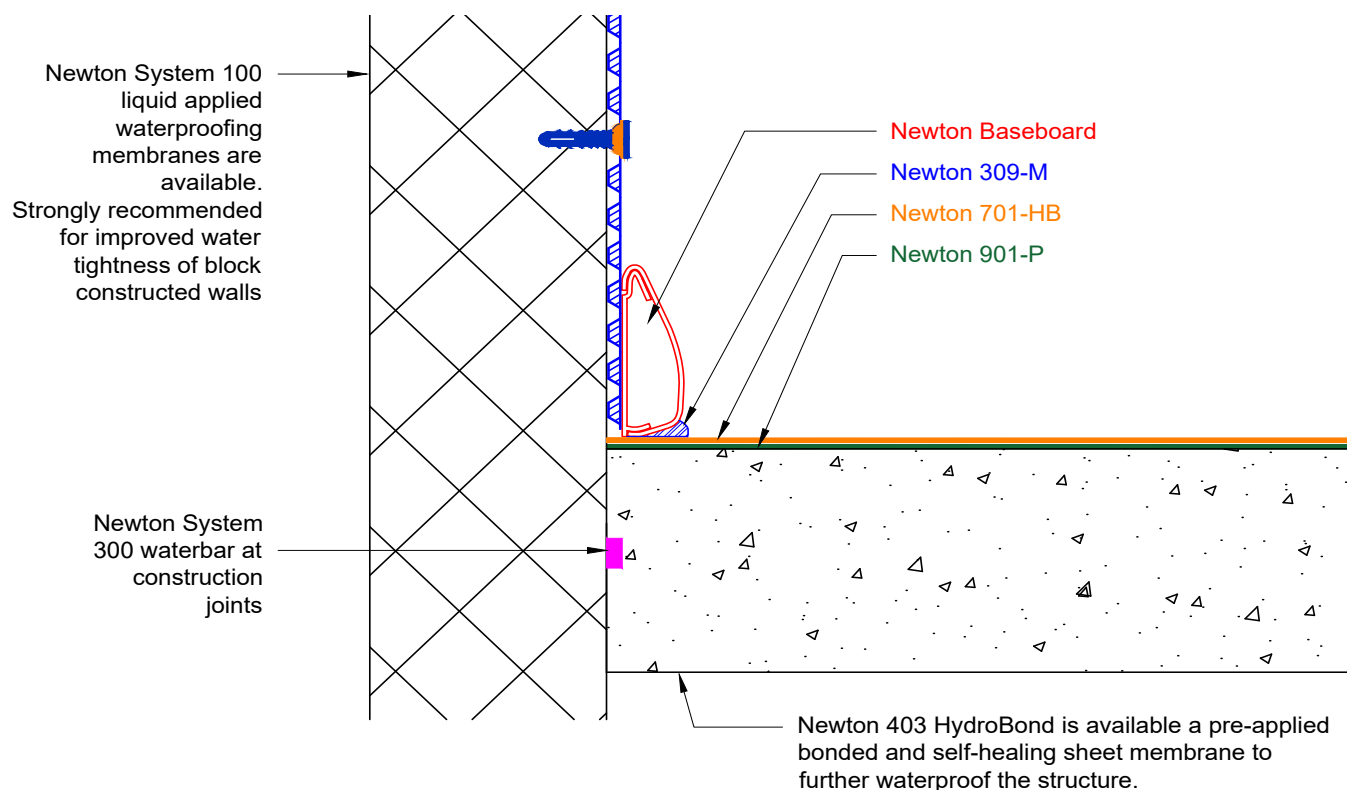 Newton System 100
liquid applied
waterproofing
membranes are
available.
Strongly recommended
for improved water
tightness of block
constructed walls
Newton Baseboard
Newton 309-M
Newton 701-HB
Newton 901-P
Newton System
300 waterbar at
construction
joints
Newton 403 HydroBond is available a pre-applied
bonded and self-healing sheet membrane to
further waterproof the structure.